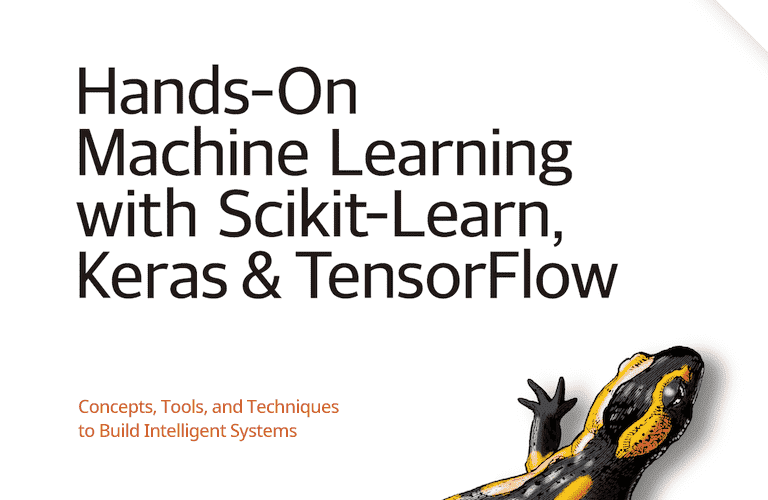 Hands-On
Machine Learning
with Scikit-Learn,
Keras & TensorFlow
Concepts, Tools, and Techniques
to Build Intelligent Systems